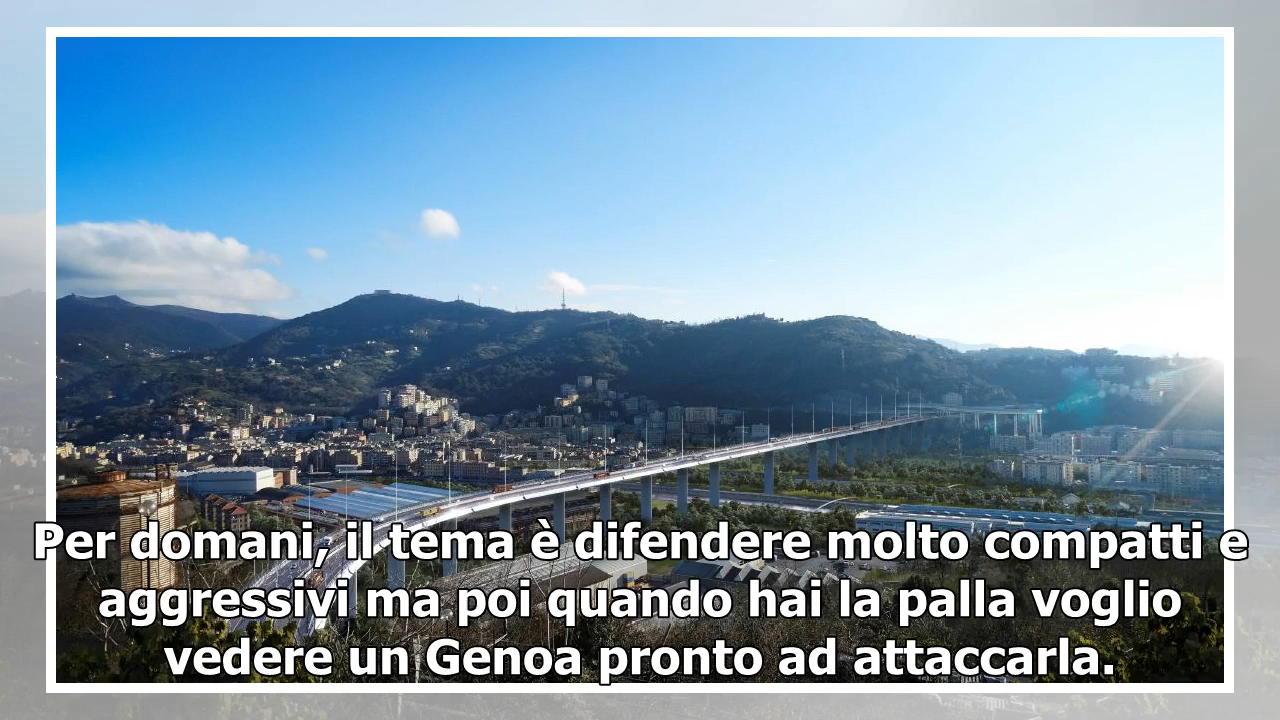 Per domani, il tema è difendere molto compatti e
aggressivi ma poi quando hai la palla voglio
vedere un Genoa pronto ad attaccarla.